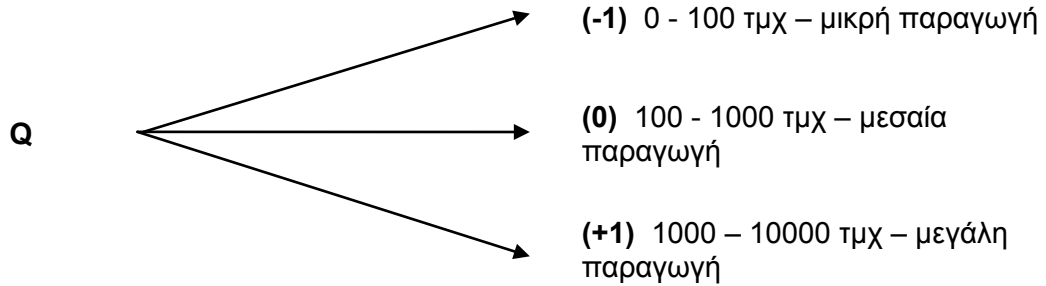 (-1) 0 - 100 τμχ – μικρή παραγωγή
Q
(0) 100 - 1000 τμχ – μεσαία
παραγωγή
(+1) 1000 – 10000 τμχ – μεγάλη
παραγωγή